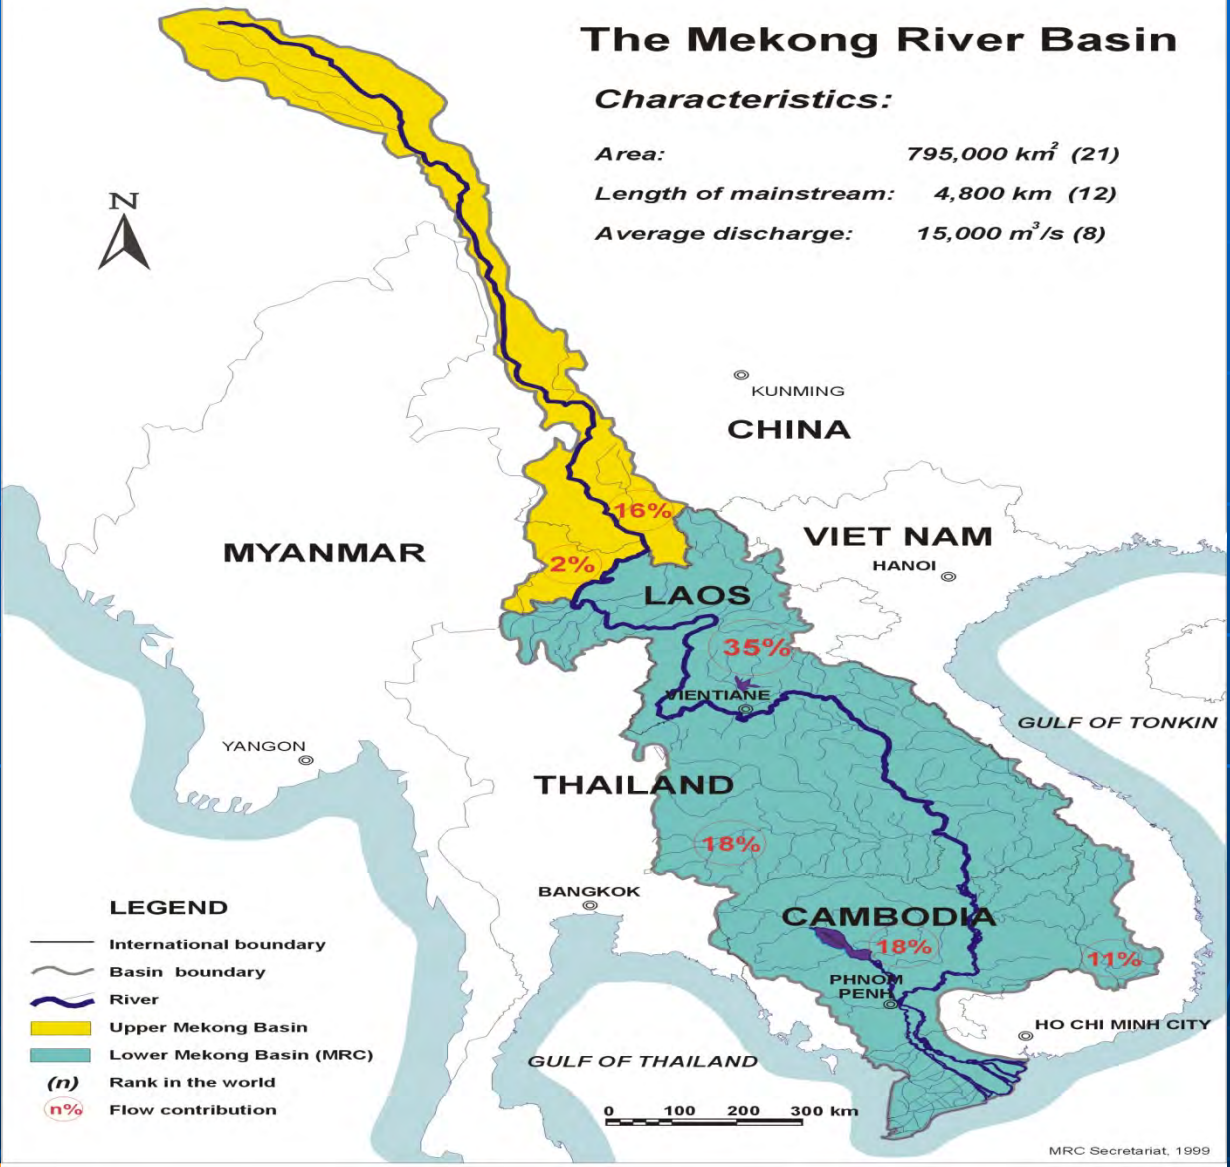 The Mekong River Basin
Characteristics:
Area: 795,000 km² (21)
Length of mainstream: 4,800 km (12)
Average discharge: 15,000 m³/s (8)
N
KUNMING
CHINA
16%
MYANMAR
VIET NAM
HANOI
2%
LAOS
35%
VIENTIANE
GULF OF TONKIN
YANGON
THAILAND
18%
BANGKOK
CAMBODIA
18%
11%
PHNOM
PENH
HO CHI MINH CITY
GULF OF THAILAND
LEGEND
International boundary
Basin boundary
River
Upper Mekong Basin
Lower Mekong Basin (MRC)
(n) Rank in the world
n% Flow contribution
0 100 200 300 km
MRC Secretariat, 1999